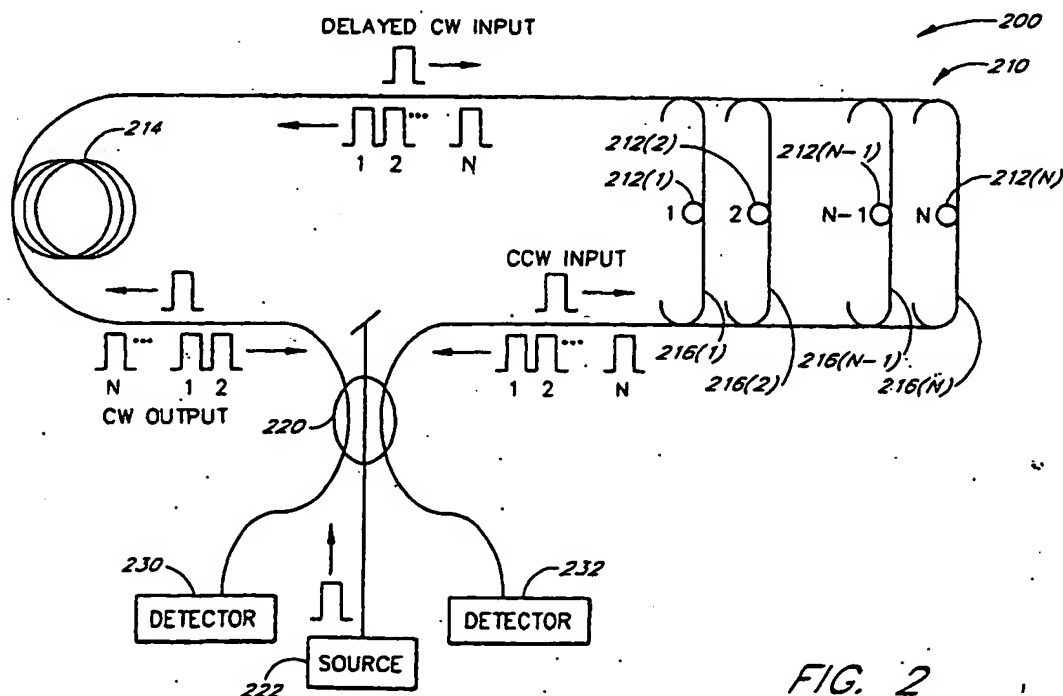 DELAYED CW INPUT
200
210
214
1 2 ... N
212(2)
212(N-1)
212(1)
212(N)
1
2
N-1
N
CCW INPUT
N ... 1 2
CW OUTPUT
1 2 ... N
216(1)
216(2)
216(N-1)
216(N)
220
230
232
DETECTOR
DETECTOR
SOURCE
222
FIG. 2